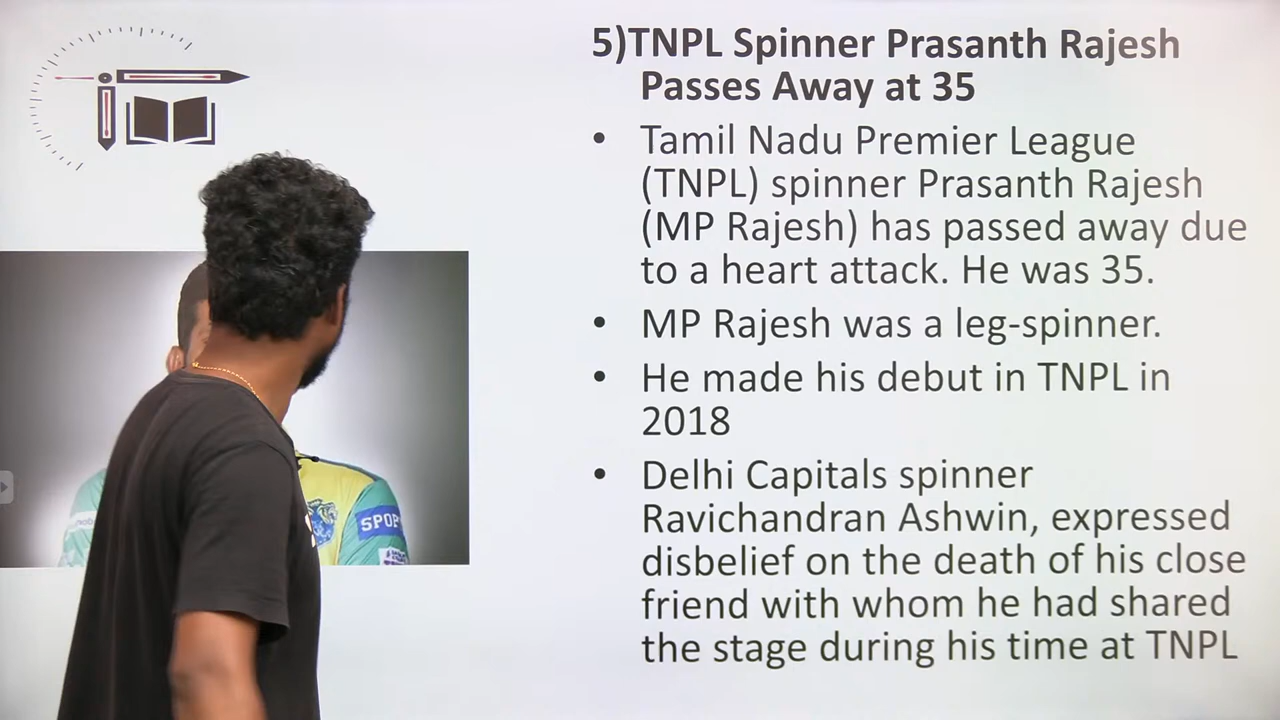 5)TNPL Spinner Prasanth Rajesh
Passes Away at 35
• Tamil Nadu Premier League
(TNPL) spinner Prasanth Rajesh
(MP Rajesh) has passed away due
to a heart attack. He was 35.
• MP Rajesh was a leg-spinner.
• He made his debut in TNPL in
2018
• Delhi Capitals spinner
Ravichandran Ashwin, expressed
disbelief on the death of his close
friend with whom he had shared
the stage during his time at TNPL
SPOR